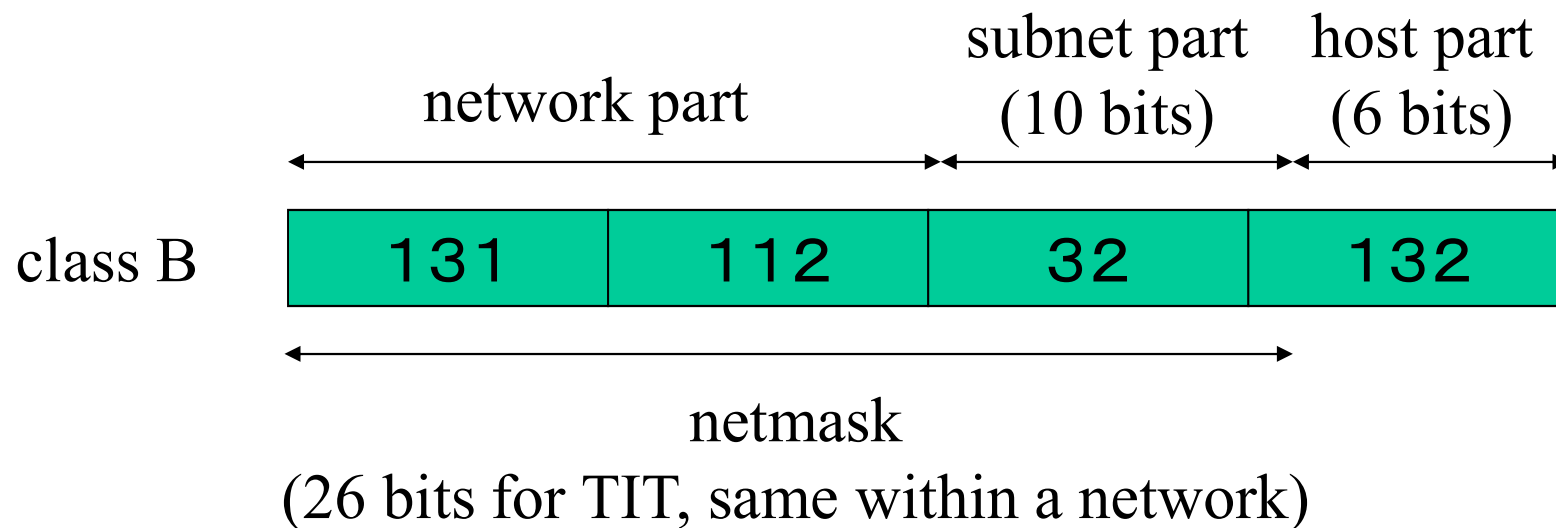 subnet part
(10 bits)
host part
(6 bits)
network part
class B
131
112
32
132
netmask
(26 bits for TIT, same within a network)